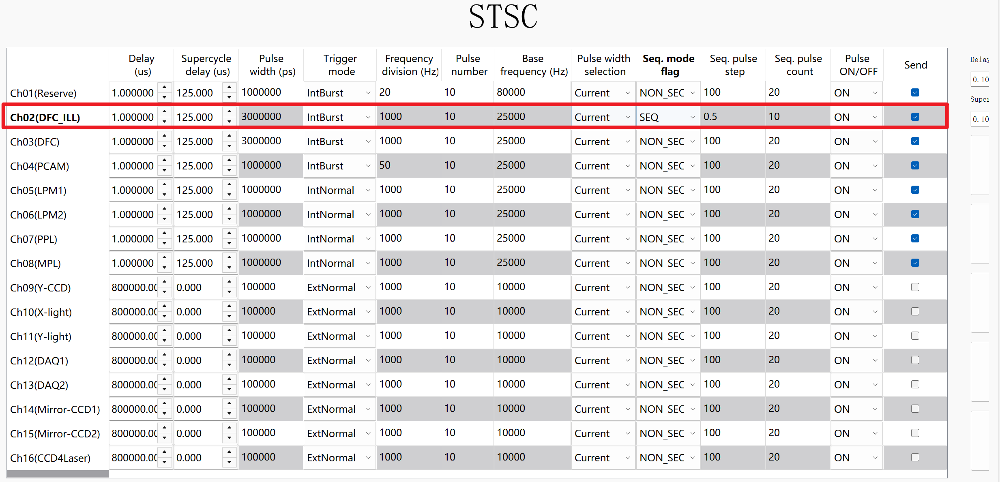 STSC
Delay (us) Supercycle delay (us) Pulse width (ps) Trigger mode Frequency division (Hz) Pulse number Base frequency (Hz) Pulse width selection Seq. mode flag Seq. pulse step Seq. pulse count Pulse ON/OFF Send
Ch01(Reserve) 1.000000 125.000 1000000 IntBurst 20 10 80000 Current NON_SEC 100 20 ON
Ch02(DFC_ILL) 1.000000 125.000 3000000 IntBurst 1000 10 25000 Current SEQ 0.5 10 ON
Ch03(DFC) 1.000000 125.000 3000000 IntBurst 1000 10 25000 Current NON_SEC 100 20 ON
Ch04(PCAM) 1.000000 125.000 1000000 IntBurst 50 10 25000 Current NON_SEC 100 20 ON
Ch05(LPM1) 1.000000 125.000 1000000 IntNormal 1000 10 25000 Current NON_SEC 100 20 ON
Ch06(LPM2) 1.000000 125.000 1000000 IntNormal 1000 10 25000 Current NON_SEC 100 20 ON
Ch07(PPL) 1.000000 125.000 1000000 IntNormal 1000 10 25000 Current NON_SEC 100 20 ON
Ch08(MPL) 1.000000 125.000 1000000 IntNormal 1000 10 25000 Current NON_SEC 100 20 ON
Ch09(Y-CCD) 800000.00 0.000 100000 ExtNormal 1000 10 10000 Current NON_SEC 100 20 ON
Ch10(X-light) 800000.00 0.000 100000 ExtNormal 1000 10 10000 Current NON_SEC 100 20 ON
Ch11(Y-light) 800000.00 0.000 100000 ExtNormal 1000 10 10000 Current NON_SEC 100 20 ON
Ch12(DAQ1) 800000.00 0.000 100000 ExtNormal 1000 10 10000 Current NON_SEC 100 20 ON
Ch13(DAQ2) 800000.00 0.000 100000 ExtNormal 1000 10 10000 Current NON_SEC 100 20 ON
Ch14(Mirror-CCD1) 800000.00 0.000 100000 ExtNormal 1000 10 10000 Current NON_SEC 100 20 ON
Ch15(Mirror-CCD2) 800000.00 0.000 100000 ExtNormal 1000 10 10000 Current NON_SEC 100 20 ON
Ch16(CCD4Laser) 800000.00 0.000 100000 ExtNormal 1000 10 10000 Current NON_SEC 100 20 ON
Delay
0.10
Super
0.10